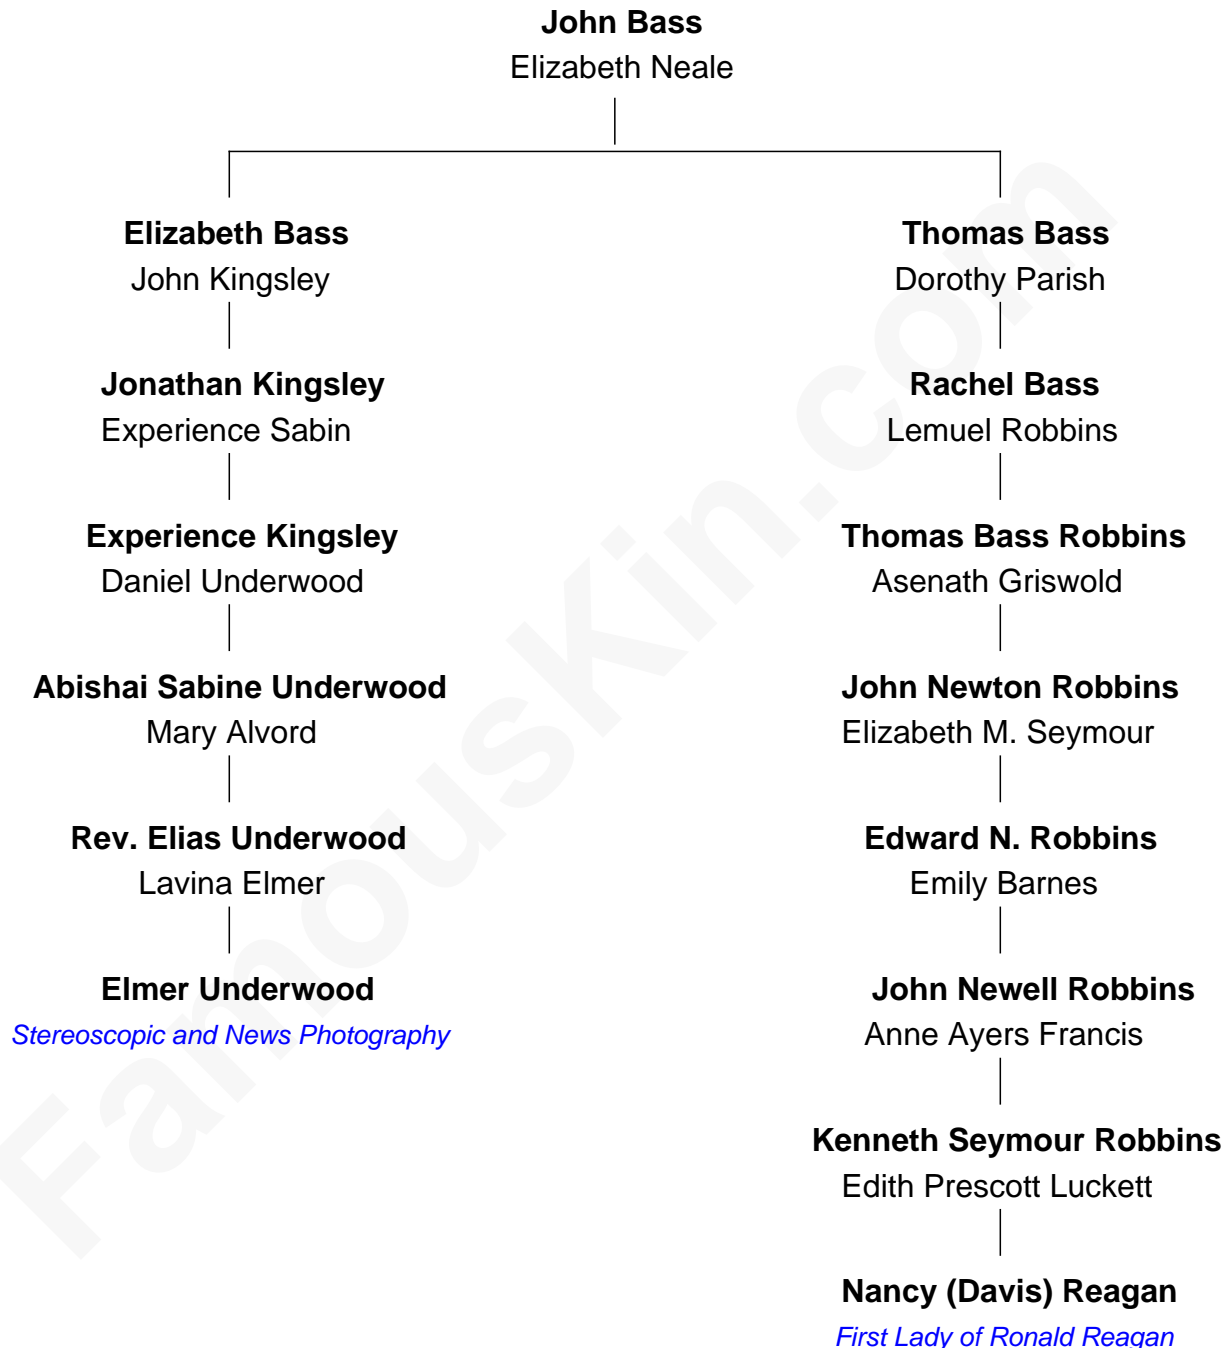 John Bass
Elizabeth Neale
Elizabeth Bass
John Kingsley
Jonathan Kingsley
Experience Sabin
Experience Kingsley
Daniel Underwood
Abishai Sabine Underwood
Mary Alvord
Rev. Elias Underwood
Lavina Elmer
Elmer Underwood
Stereoscopic and News Photography
Thomas Bass
Dorothy Parish
Rachel Bass
Lemuel Robbins
Thomas Bass Robbins
Asenath Griswold
John Newton Robbins
Elizabeth M. Seymour
Edward N. Robbins
Emily Barnes
John Newell Robbins
Anne Ayers Francis
Kenneth Seymour Robbins
Edith Prescott Luckett
Nancy (Davis) Reagan
First Lady of Ronald Reagan
FamousKin.com